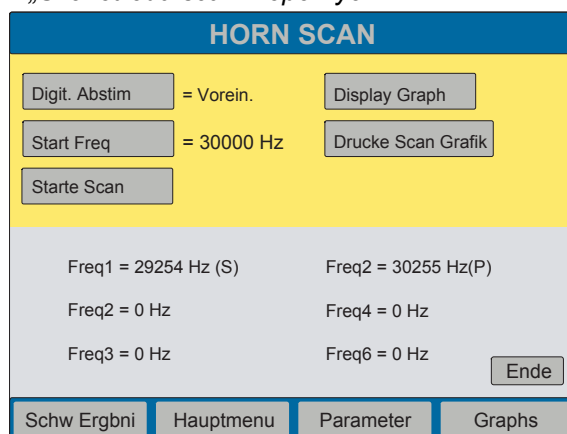 HORN SCAN
Digit. Abstim = Vorein. Display Graph
Start Freq = 30000 Hz Drucke Scan Grafik
Starte Scan
Freq1 = 29254 Hz (S) Freq2 = 30255 Hz(P)
Freq2 = 0 Hz Freq4 = 0 Hz
Freq3 = 0 Hz Freq6 = 0 Hz
Ende
Schw Ergbni Hauptmenu Parameter Graphs